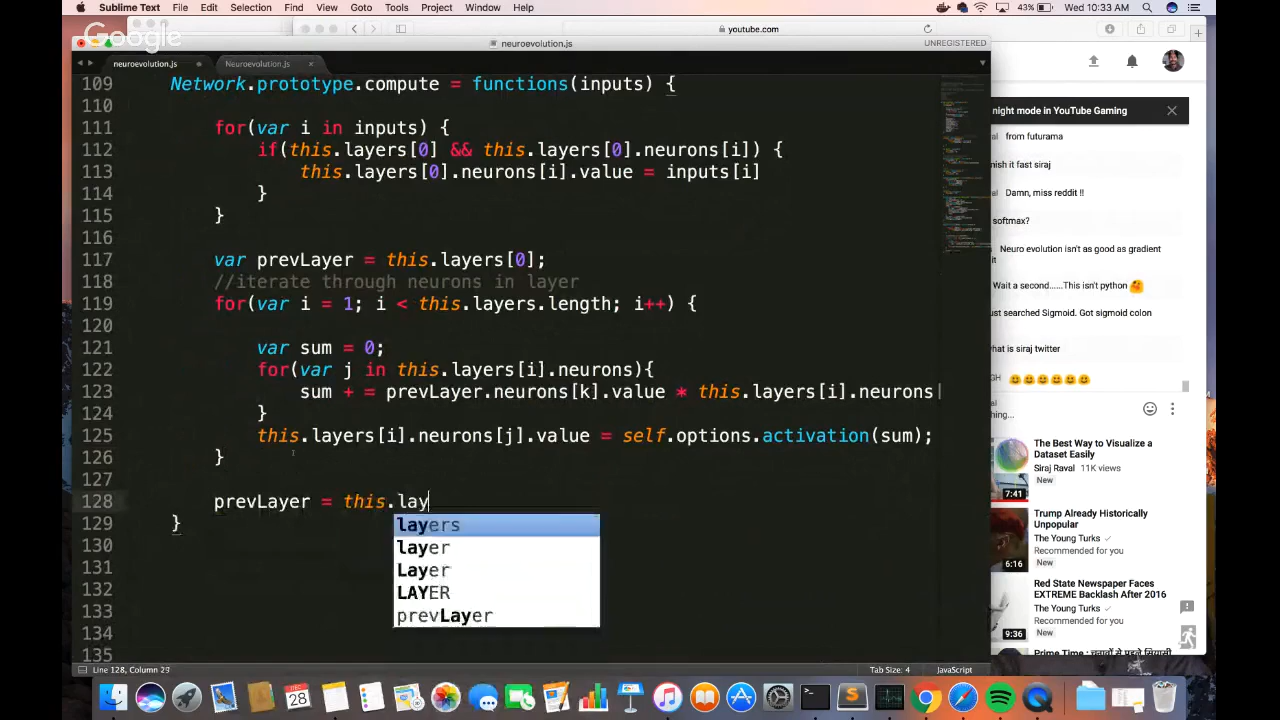 Sublime Text File Edit Selection Find View Goto Tools Project Window Help 43% Wed 10:33 AM
Google
youtube.com
neuroevolution.js UNREGISTERED
neuroevolution.js Neuroevolution.js
109 Network.prototype.compute = functions(inputs) {
110
111 for(var i in inputs) {
112 if(this.layers[0] && this.layers[0].neurons[i]) {
113 this.layers[0].neurons[i].value = inputs[i]
114 }
115 }
116
117 var prevLayer = this.layers[0];
118 //iterate through neurons in layer
119 for(var i = 1; i < this.layers.length; i++) {
120
121 var sum = 0;
122 for(var j in this.layers[i].neurons){
123 sum + = prevLayer.neurons[k].value * this.layers[i].neurons
124 }
125 this.layers[i].neurons[j].value = self.options.activation(sum);
126 }
127
128 prevLayer = this.lay
129 }
130
131
132
133
134
135
layers
layer
Layer
LAYER
prevLayer
Line 128, Column 29 Tab Size: 4 JavaScript
night mode in YouTube Gaming
from futurama
nish it fast siraj
Damn, miss reddit !!
softmax?
Neuro evolution isn't as good as gradient
it
Wait a second......This isn't python
ust searched Sigmoid. Got sigmoid colon
hat is siraj twitter
GH
hing...
The Best Way to Visualize a
Dataset Easily
Siraj Raval 11K views
New
7:41
Trump Already Historically
Unpopular
The Young Turks
Recommended for you
New
6:16
Red State Newspaper Faces
EXTREME Backlash After 2016
The Young Turks
Recommended for you
New
9:36
DEC
28